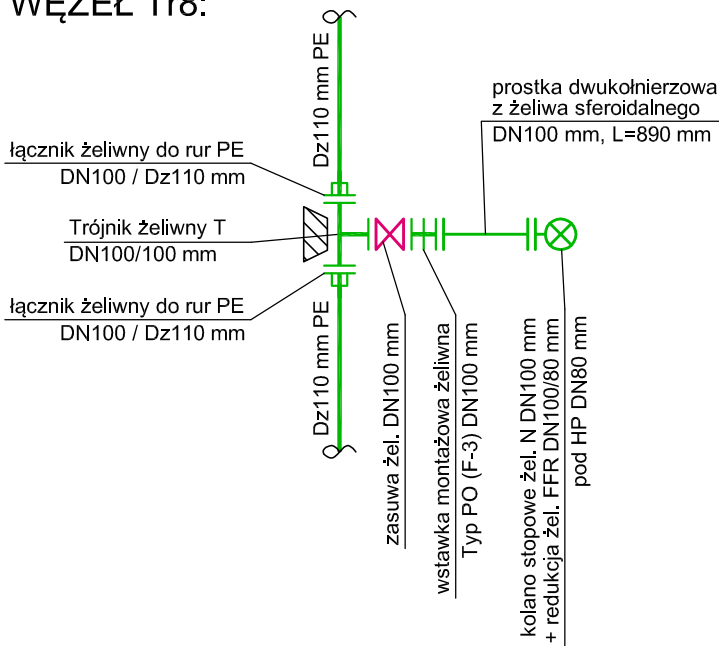 WĘZEŁ Tr8:
Dz110 mm PE
prostka dwukołnierzowa
z żeliwa sferoidalnego
DN100 mm, L=890 mm
łącznik żeliwny do rur PE
DN100 / Dz110 mm
Trójnik żeliwny T
DN100/100 mm
łącznik żeliwny do rur PE
DN100 / Dz110 mm
Dz110 mm PE
zasuwa żel. DN100 mm
wstawka montażowa żeliwna
Typ PO (F-3) DN100 mm
kolano stopowe żel. N DN100 mm
+ redukcja żel. FFR DN100/80 mm
pod HP DN80 mm